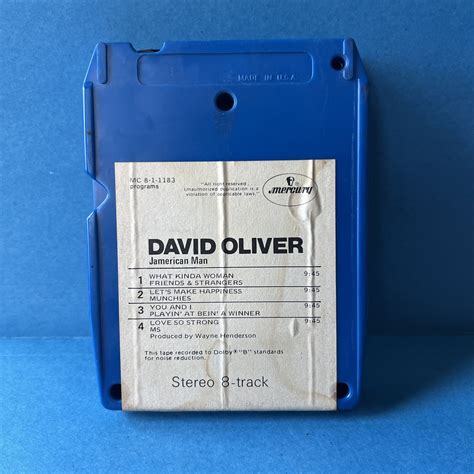 MADE IN U.S.A
MC 8-1-1183
programs
"All right reserved.
Unauthorized duplication is a
violation of applicable laws."
mercury
DAVID OLIVER
Jamerican Man
1 WHAT KINDA WOMAN 9:45
FRIENDS & STRANGERS
2 LET'S MAKE HAPPINESS 9:45
MUNCHIES
3 YOU AND I 9:45
PLAYIN' AT BEIN' A WINNER
4 LOVE SO STRONG 9:45
MS
Produced by Wayne Henderson
This tape recorded to Dolby® "B" standards
for noise reduction.
Stereo 8-track